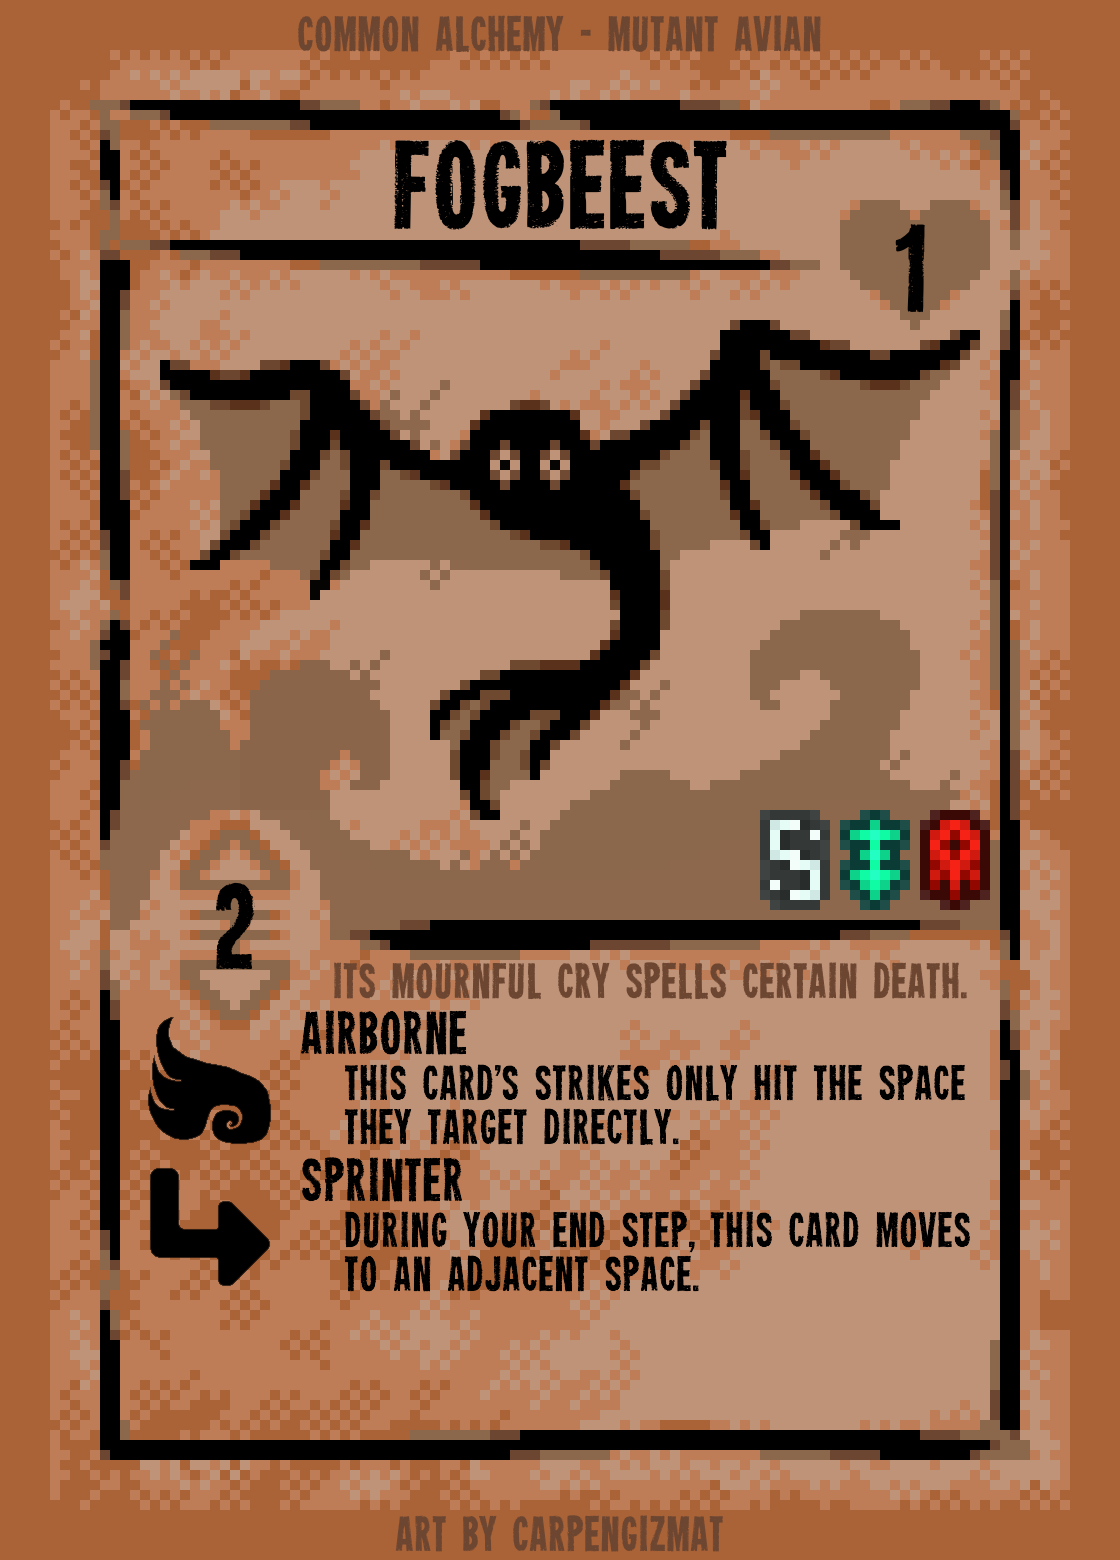 COMMON ALCHEMY - MUTANT AVIAN
FOGBEEST
1
S
2
ITS MOURNFUL CRY SPELLS CERTAIN DEATH.
AIRBORNE
THIS CARD'S STRIKES ONLY HIT THE SPACE
THEY TARGET DIRECTLY.
SPRINTER
DURING YOUR END STEP, THIS CARD MOVES
TO AN ADJACENT SPACE.
ART BY CARPENGIZMAT